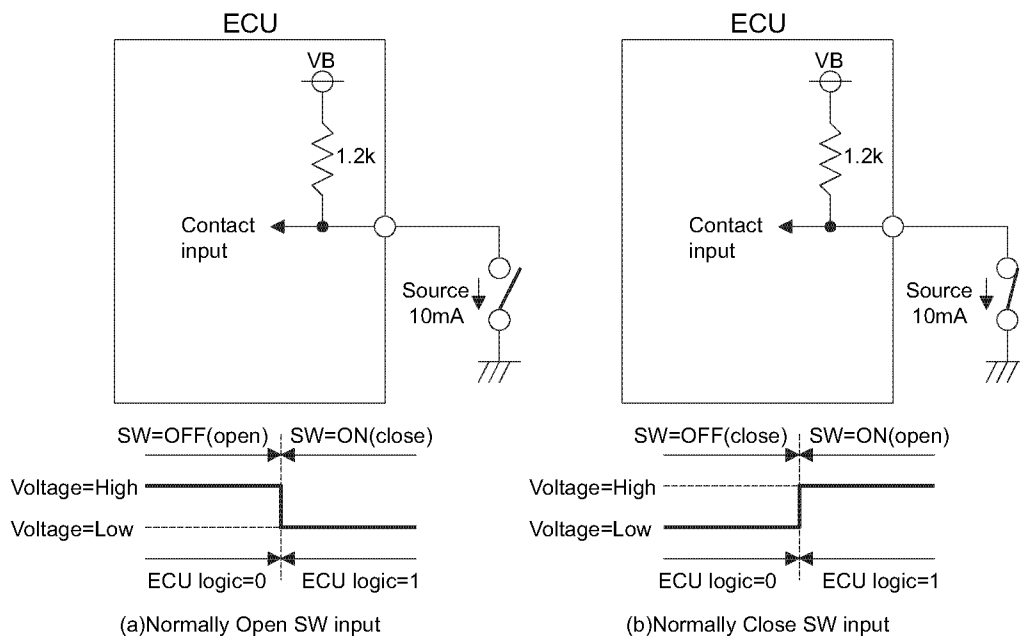 ECU
VB
1.2k
Contact
input
Source
10mA
SW=OFF(open)
SW=ON(close)
Voltage=High
Voltage=Low
ECU logic=0
ECU logic=1
(a)Normally Open SW input
ECU
VB
1.2k
Contact
input
Source
10mA
SW=OFF(close)
SW=ON(open)
Voltage=High
Voltage=Low
ECU logic=0
ECU logic=1
(b)Normally Close SW input